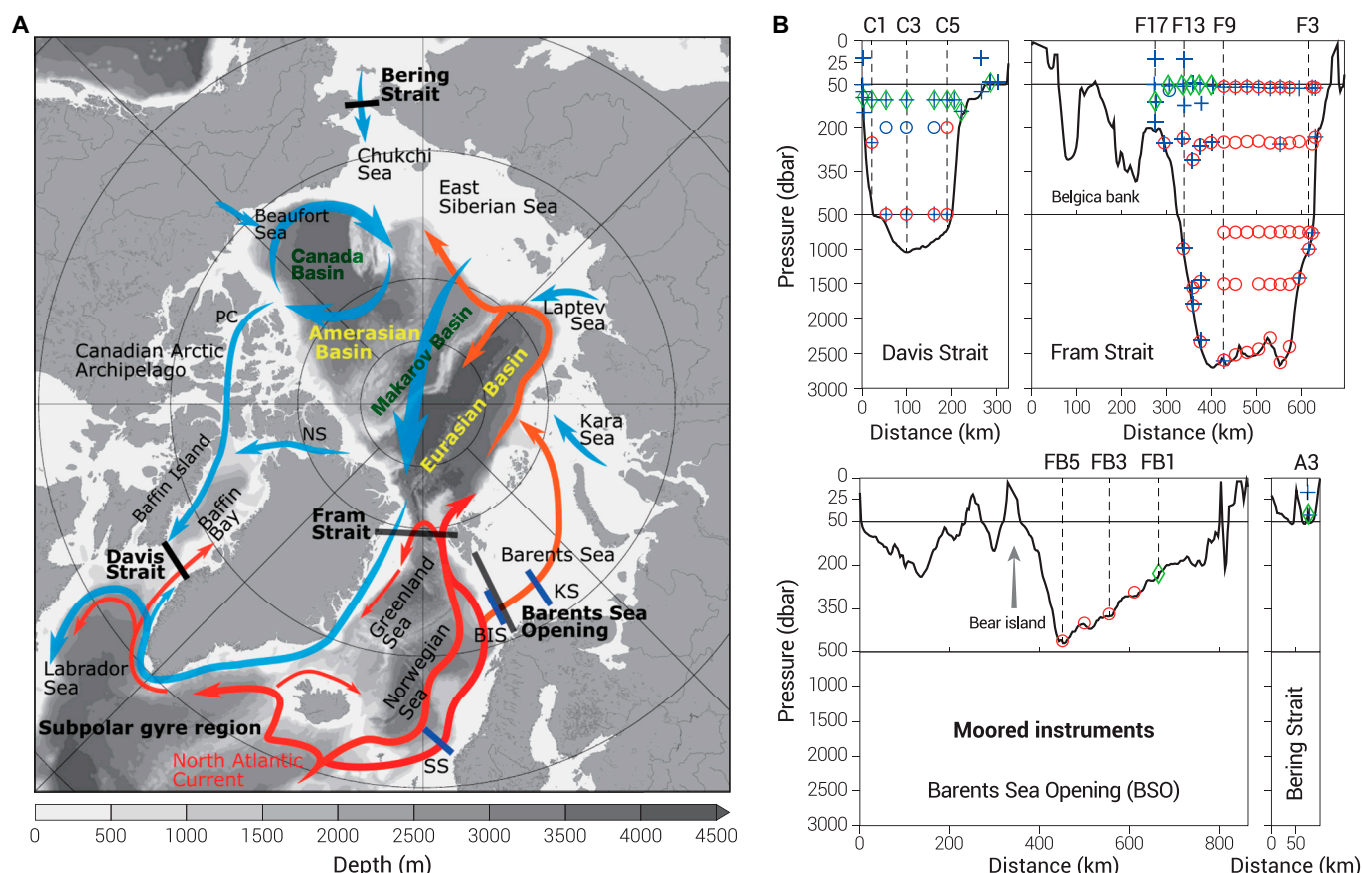 A
Bering
Strait
Chukchi
Sea
East
Siberian Sea
Beaufort
Sea
Canada
Basin
PC
Laptev
Sea
Amerasian
Basin
Makarov Basin
Canadian Arctic
Archipelago
Eurasian Basin
Kara
Sea
NS
Baffin Island
Baffin
Bay
Fram
Strait
Davis
Strait
Barents Sea
KS
Greenland
Sea
BIS
Barents Sea
Opening
Norwegian
Sea
Labrador
Sea
Subpolar gyre region
North Atlantic
Current
SS
0 500 1000 1500 2000 2500 3000 3500 4000 4500
Depth (m)
B
C1 C3 C5
F17 F13 F9 F3
0
25
50
200
350
500
1000
1500
2000
2500
3000
Pressure (dbar)
Davis Strait
0 100 200 300
Distance (km)
Belgica bank
Fram Strait
0 100 200 300 400 500 600
Distance (km)
FB5 FB3 FB1
A3
0
25
50
200
350
500
1000
1500
2000
2500
3000
Pressure (dbar)
Bear island
Moored instruments
Barents Sea Opening (BSO)
0 200 400 600 800
Distance (km)
Bering Strait
0 50
Distance (km)